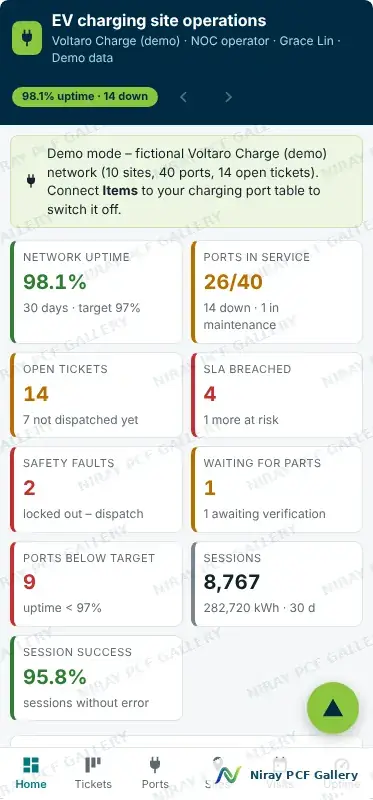 EV charging site operations
Voltaro Charge (demo) · NOC operator · Grace Lin ·
Demo data
98.1% uptime · 14 down
Demo mode – fictional Voltaro Charge (demo)
network (10 sites, 40 ports, 14 open tickets).
Connect Items to your charging port table to
switch it off.
NETWORK UPTIME
98.1%
30 days · target 97%
PORTS IN SERVICE
26/40
14 down · 1 in
maintenance
OPEN TICKETS
14
7 not dispatched yet
SLA BREACHED
4
1 more at risk
SAFETY FAULTS
2
locked out – dispatch
WAITING FOR PARTS
1
1 awaiting verification
PORTS BELOW TARGET
9
uptime < 97%
SESSIONS
8,767
282,720 kWh · 30 d
SESSION SUCCESS
95.8%
sessions without error
Home
Tickets
Ports
Uptime
Niray PCF Gallery
NIRAY PCF GALLERY